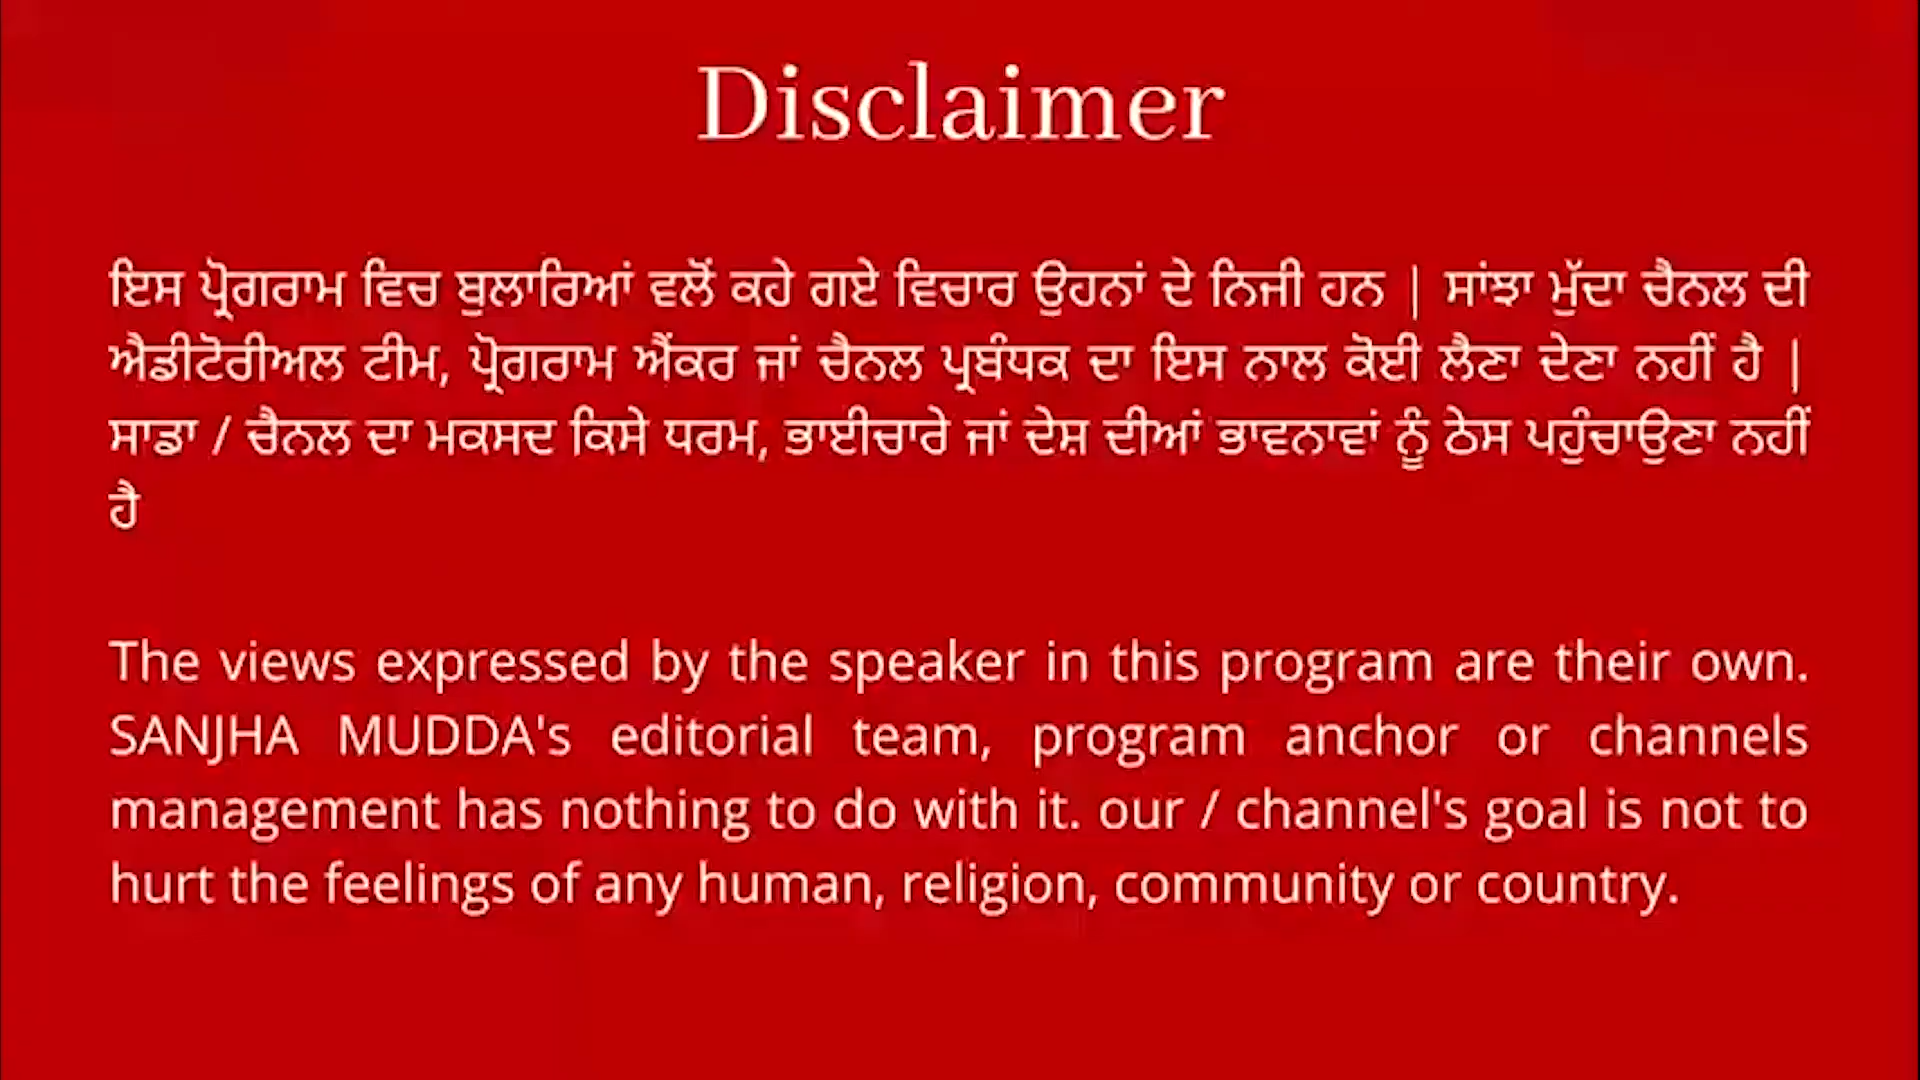 Disclaimer
ਇਸ ਪ੍ਰੋਗਰਾਮ ਵਿਚ ਬੁਲਾਰਿਆਂ ਵਲੋਂ ਕਹੇ ਗਏ ਵਿਚਾਰ ਉਹਨਾਂ ਦੇ ਨਿਜੀ ਹਨ | ਸਾਂਝਾ ਮੁੱਦਾ ਚੈਨਲ ਦੀ
ਐਡੀਟੋਰੀਅਲ ਟੀਮ, ਪ੍ਰੋਗਰਾਮ ਐਂਕਰ ਜਾਂ ਚੈਨਲ ਪ੍ਰਬੰਧਕ ਦਾ ਇਸ ਨਾਲ ਕੋਈ ਲੈਣਾ ਦੇਣਾ ਨਹੀਂ ਹੈ |
ਸਾਡਾ / ਚੈਨਲ ਦਾ ਮਕਸਦ ਕਿਸੇ ਧਰਮ, ਭਾਈਚਾਰੇ ਜਾਂ ਦੇਸ਼ ਦੀਆਂ ਭਾਵਨਾਵਾਂ ਨੂੰ ਠੇਸ ਪਹੁੰਚਾਉਣਾ ਨਹੀਂ
ਹੈ
The views expressed by the speaker in this program are their own.
SANJHA MUDDA's editorial team, program anchor or channels
management has nothing to do with it. our / channel's goal is not to
hurt the feelings of any human, religion, community or country.